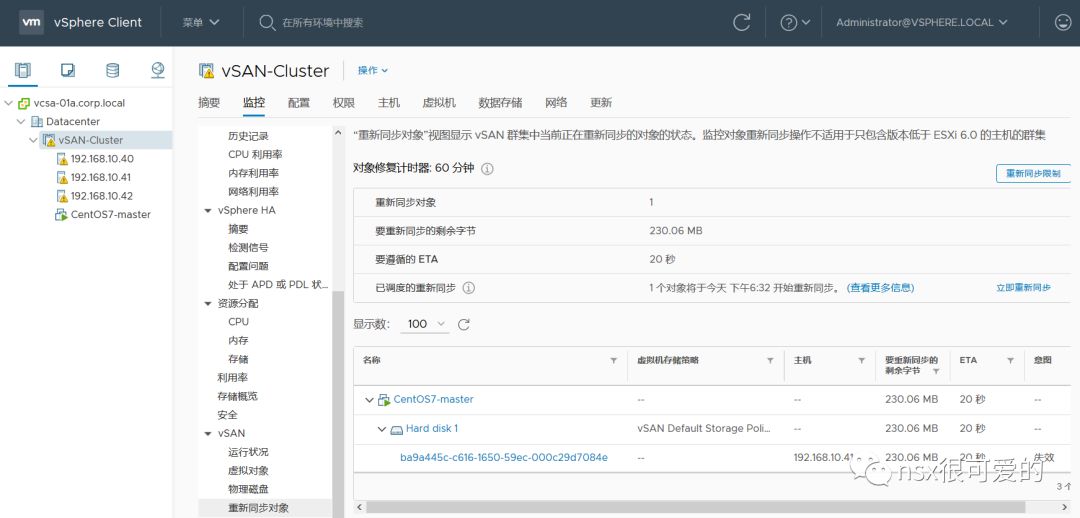 vm vSphere Client 菜单 在所有环境中搜索 Administrator@VSPHERE.LOCAL
vcsa-01a.corp.local
Datacenter
vSAN-Cluster
192.168.10.40
192.168.10.41
192.168.10.42
CentOS7-master
vSAN-Cluster 操作
摘要 监控 配置 权限 主机 虚拟机 数据存储 网络 更新
历史记录
CPU 利用率
内存利用率
网络利用率
vSphere HA
摘要
检测信号
配置问题
处于 APD 或 PDL 状...
资源分配
CPU
内存
存储
利用率
存储概览
安全
vSAN
运行状况
虚拟对象
物理磁盘
重新同步对象
“重新同步对象”视图显示 vSAN 群集中当前正在重新同步的对象的状态。监控对象重新同步操作不适用于只包含版本低于 ESXi 6.0 的主机的群集
对象修复计时器: 60 分钟
重新同步限制
重新同步对象 1
要重新同步的剩余字节 230.06 MB
要遵循的 ETA 20 秒
已调度的重新同步 1 个对象将于今天 下午6:32 开始重新同步。 (查看更多信息) 立即重新同步
显示数: 100
名称 虚拟机存储策略 主机 要重新同步的 ETA 意图
剩余字节
CentOS7-master -- -- 230.06 MB 20 秒 --
Hard disk 1 vSAN Default Storage Poli... -- 230.06 MB 20 秒 --
ba9a445c-c616-1650-59ec-000c29d7084e -- 192.168.10.41 230.06 MB 20 秒 失效
nsx很可爱的
3 个